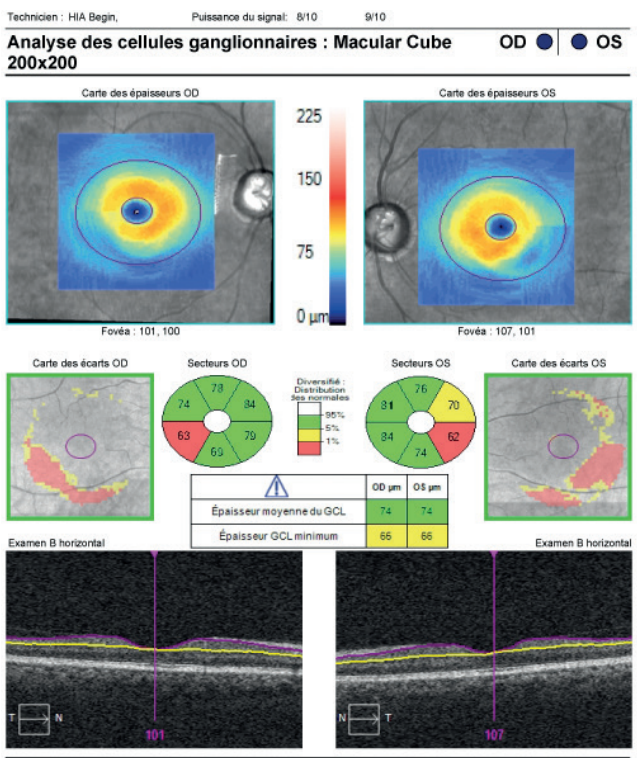 Technicien : HIA Begin, Puissance du signal: 8/10 9/10
Analyse des cellules ganglionnaires : Macular Cube 200x200 OD OS
Carte des épaisseurs OD
Carte des épaisseurs OS
225
150
75
0 µm
Fovéa : 101, 100
Fovéa : 107, 101
Carte des écarts OD
Secteurs OD
Secteurs OS
Carte des écarts OS
78
74 84
63 79
69
Diversifié :
Distribution
des normales
95%
5%
1%
76
81 70
84 62
74
OD µm OS µm
Épaisseur moyenne du GCL 74 74
Épaisseur GCL minimum 66 66
Examen B horizontal
Examen B horizontal
T N
101
N T
107